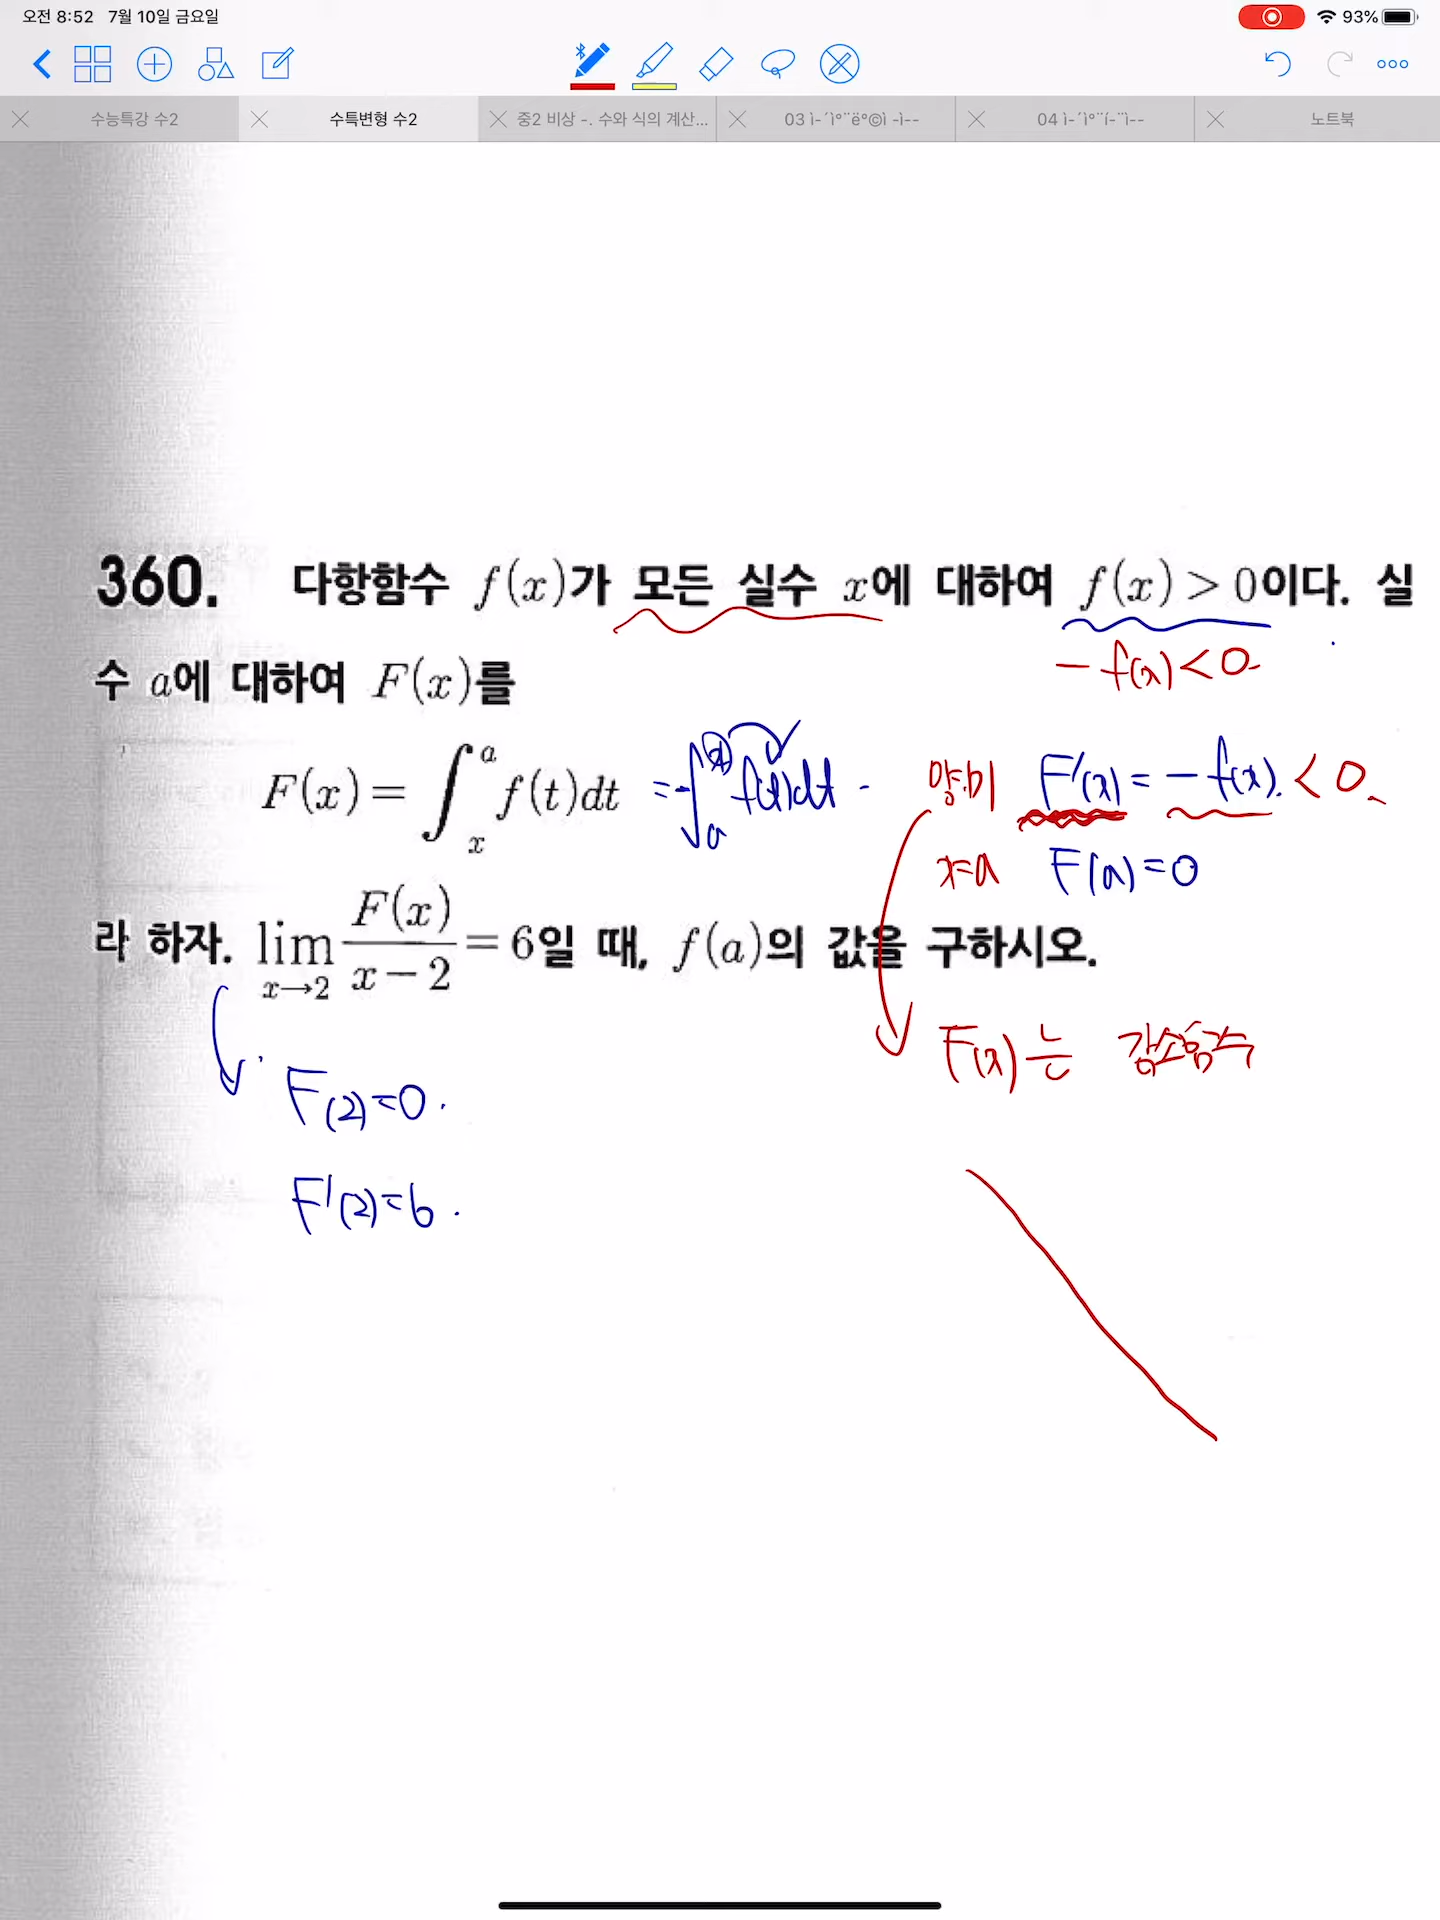 오전 8:52 7월 10일 금요일 93%
수능특강 수2 수특변형 수2 중2 비상 -. 수와 식의 계산... 노트북
360. 다항함수 f(x)가 모든 실수 x에 대하여 f(x) > 0이다. 실
-f(x)<0
수 a에 대하여 F(x)를
F(x) = ∫_x^a f(t)dt = -∫_a^x f(t)dt 양변미 F'(x) = -f(x) < 0
x=a F(a)=0
라 하자. lim_{x→2} F(x)/(x-2) = 6일 때, f(a)의 값을 구하시오.
F(x)는 감소함수
F(2)=0.
F'(2)=6.